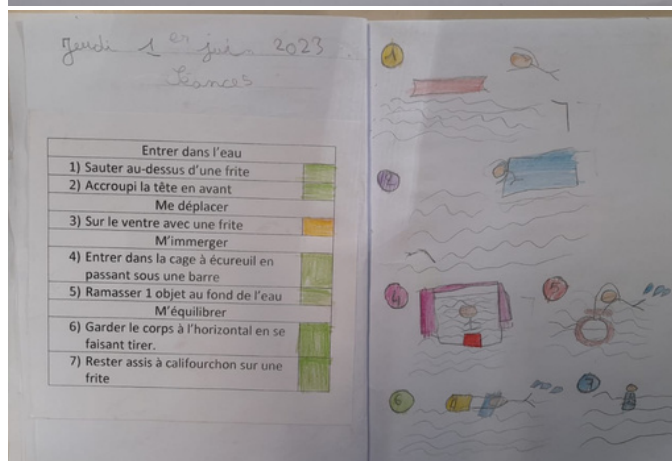 Jeudi 1er juin 2023
Séances
Entrer dans l'eau
1) Sauter au-dessus d'une frite
2) Accroupi la tête en avant
Me déplacer
3) Sur le ventre avec une frite
M'immerger
4) Entrer dans la cage à écureuil en
passant sous une barre
5) Ramasser 1 objet au fond de l'eau
M'équilibrer
6) Garder le corps à l'horizontal en se
faisant tirer.
7) Rester assis à califourchon sur une
frite
1
2
4
5
6
7